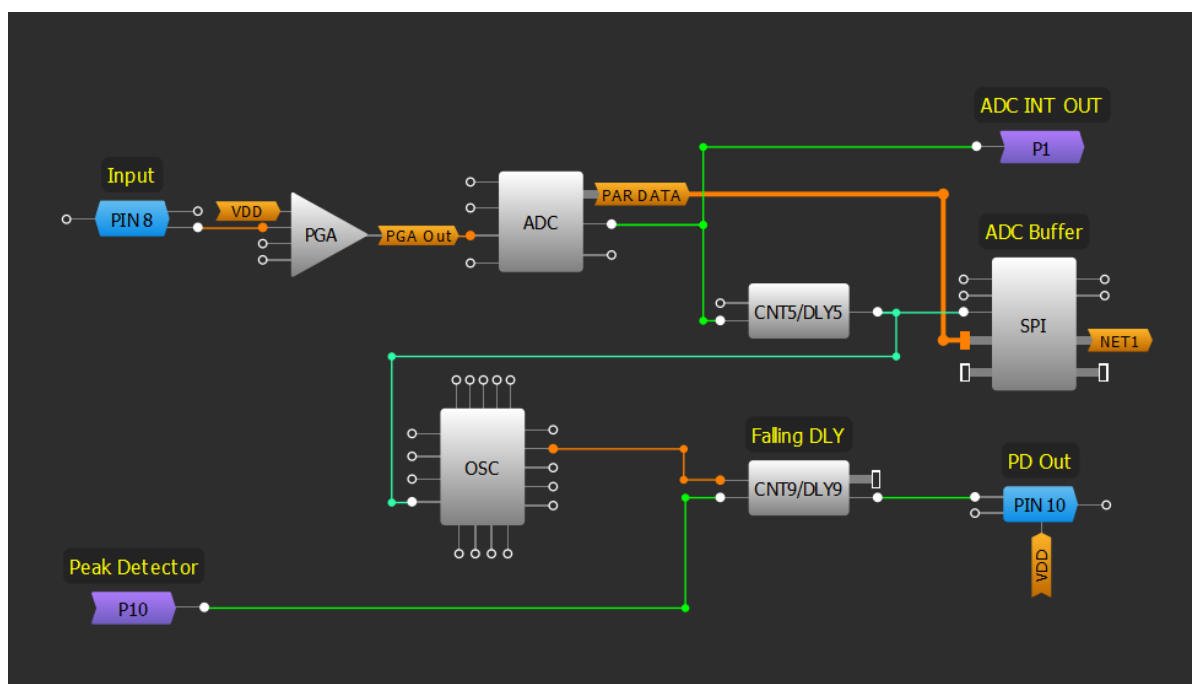 ADC INT OUT
P1
Input
PIN 8
VDD
PGA
PGA Out
ADC
PAR DATA
ADC Buffer
CNT5/DLY5
SPI
NET1
OSC
Falling DLY
CNT9/DLY9
PD Out
PIN 10
VDD
Peak Detector
P10